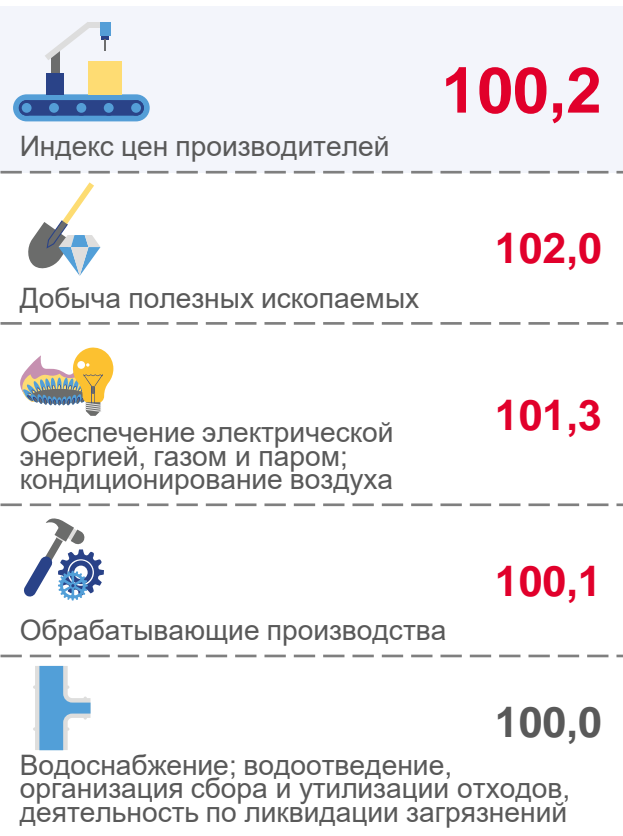 100,2
Индекс цен производителей
102,0
Добыча полезных ископаемых
101,3
Обеспечение электрической
энергией, газом и паром;
кондиционирование воздуха
100,1
Обрабатывающие производства
100,0
Водоснабжение; водоотведение,
организация сбора и утилизации отходов,
деятельность по ликвидации загрязнений